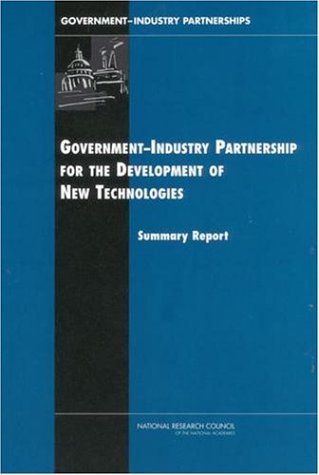 GOVERNMENT–INDUSTRY PARTNERSHIPS
GOVERNMENT–INDUSTRY PARTNERSHIP
FOR THE DEVELOPMENT OF
NEW TECHNOLOGIES
Summary Report
NATIONAL RESEARCH COUNCIL
OF THE NATIONAL ACADEMIES